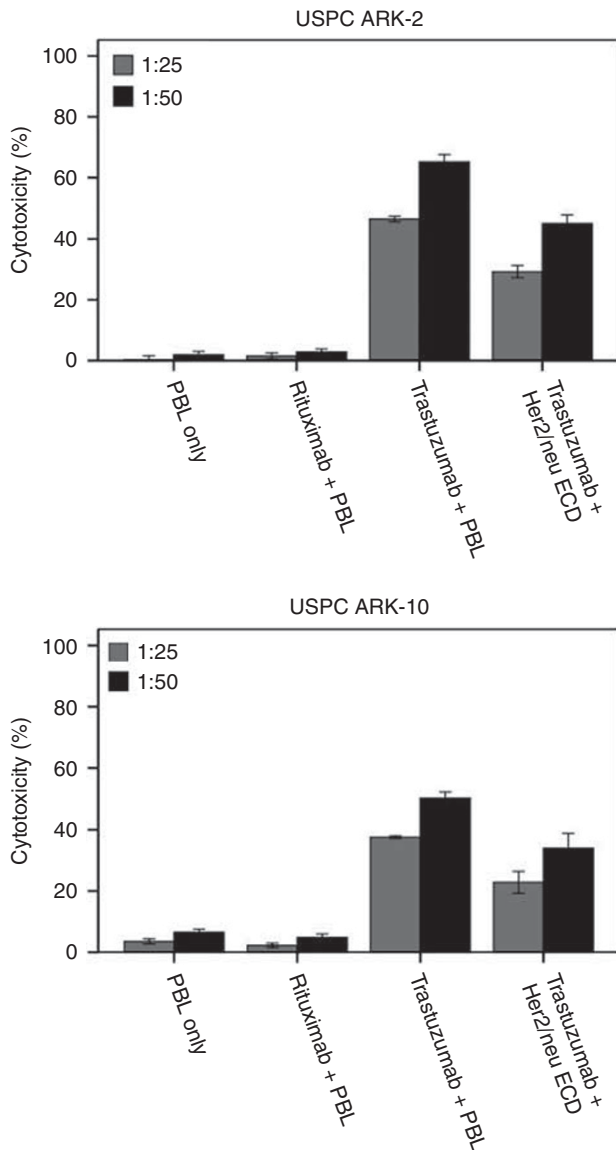 USPC ARK-2
100
80
60
40
20
0
Cytotoxicity (%)
1:25
1:50
PBL only
Rituximab + PBL
Trastuzumab + PBL
Trastuzumab +
Her2/neu ECD
USPC ARK-10
100
80
60
40
20
0
Cytotoxicity (%)
1:25
1:50
PBL only
Rituximab + PBL
Trastuzumab + PBL
Trastuzumab +
Her2/neu ECD